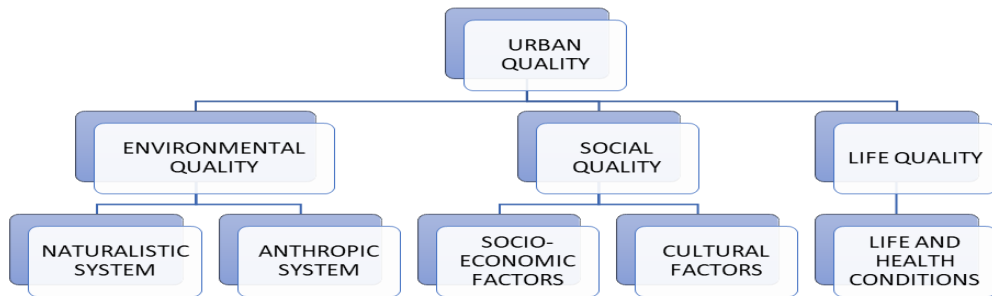 URBAN
QUALITY
ENVIRONMENTAL
QUALITY
SOCIAL
QUALITY
LIFE QUALITY
NATURALISTIC
SYSTEM
ANTHROPIC
SYSTEM
SOCIO-
ECONOMIC
FACTORS
CULTURAL
FACTORS
LIFE AND
HEALTH
CONDITIONS